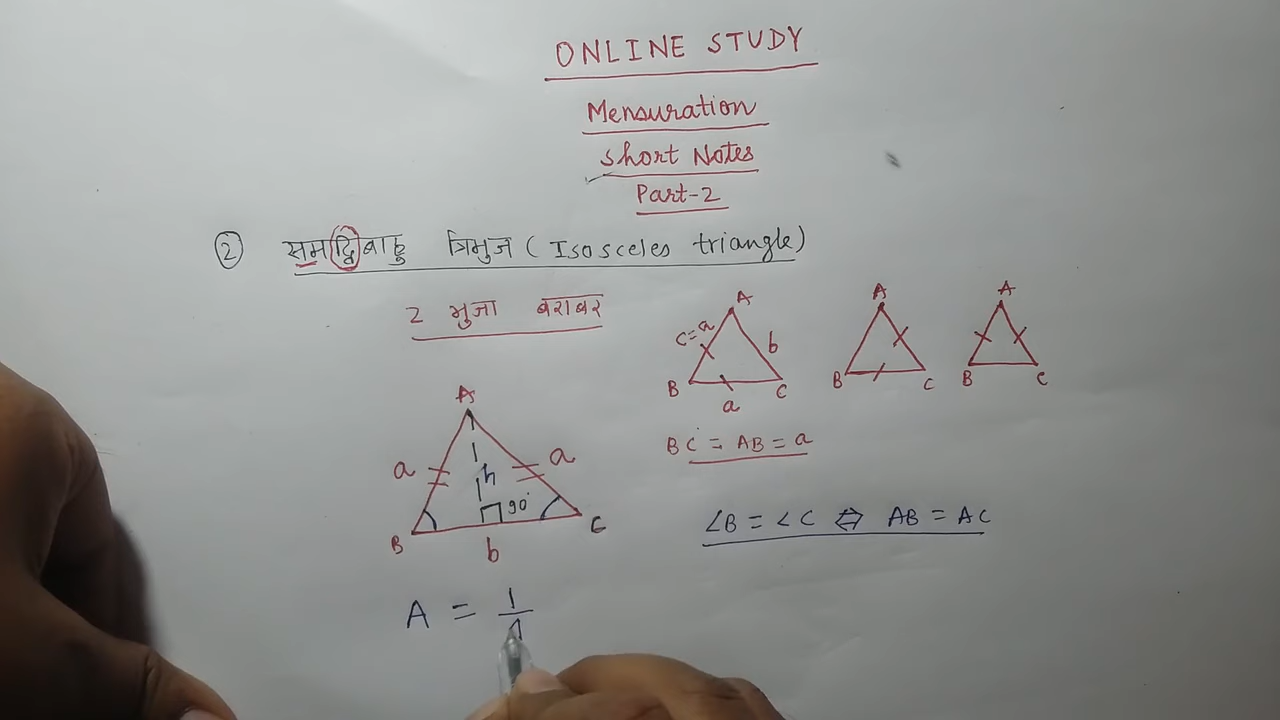 ONLINE STUDY
Mensuration
Short Notes
Part-2
② समद्विबाहु त्रिभुज (Isosceles triangle)
2 भुजा बराबर
A
c=a
b
B
C
a
A
B
C
A
B
C
BC = AB = a
A
a
a
h
90°
B
C
b
∠B = ∠C ⇔ AB = AC
A = 1/4